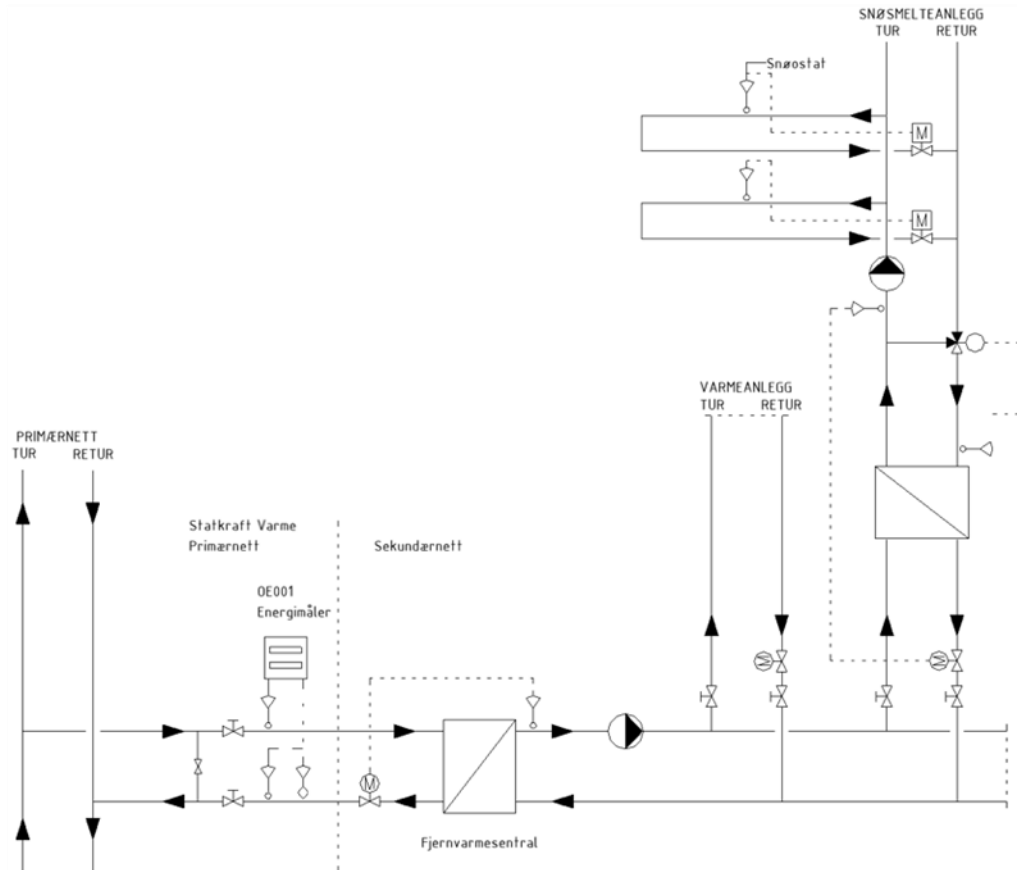 SNØSMELTEANLEGG
TUR RETUR
Snøostat
M
M
VARMEANLEGG
TUR RETUR
PRIMÆRNETT
TUR RETUR
Statkraft Varme
Primærnett
Sekundærnett
OE001
Energimåler
M
M
M
Fjernvarmesentral